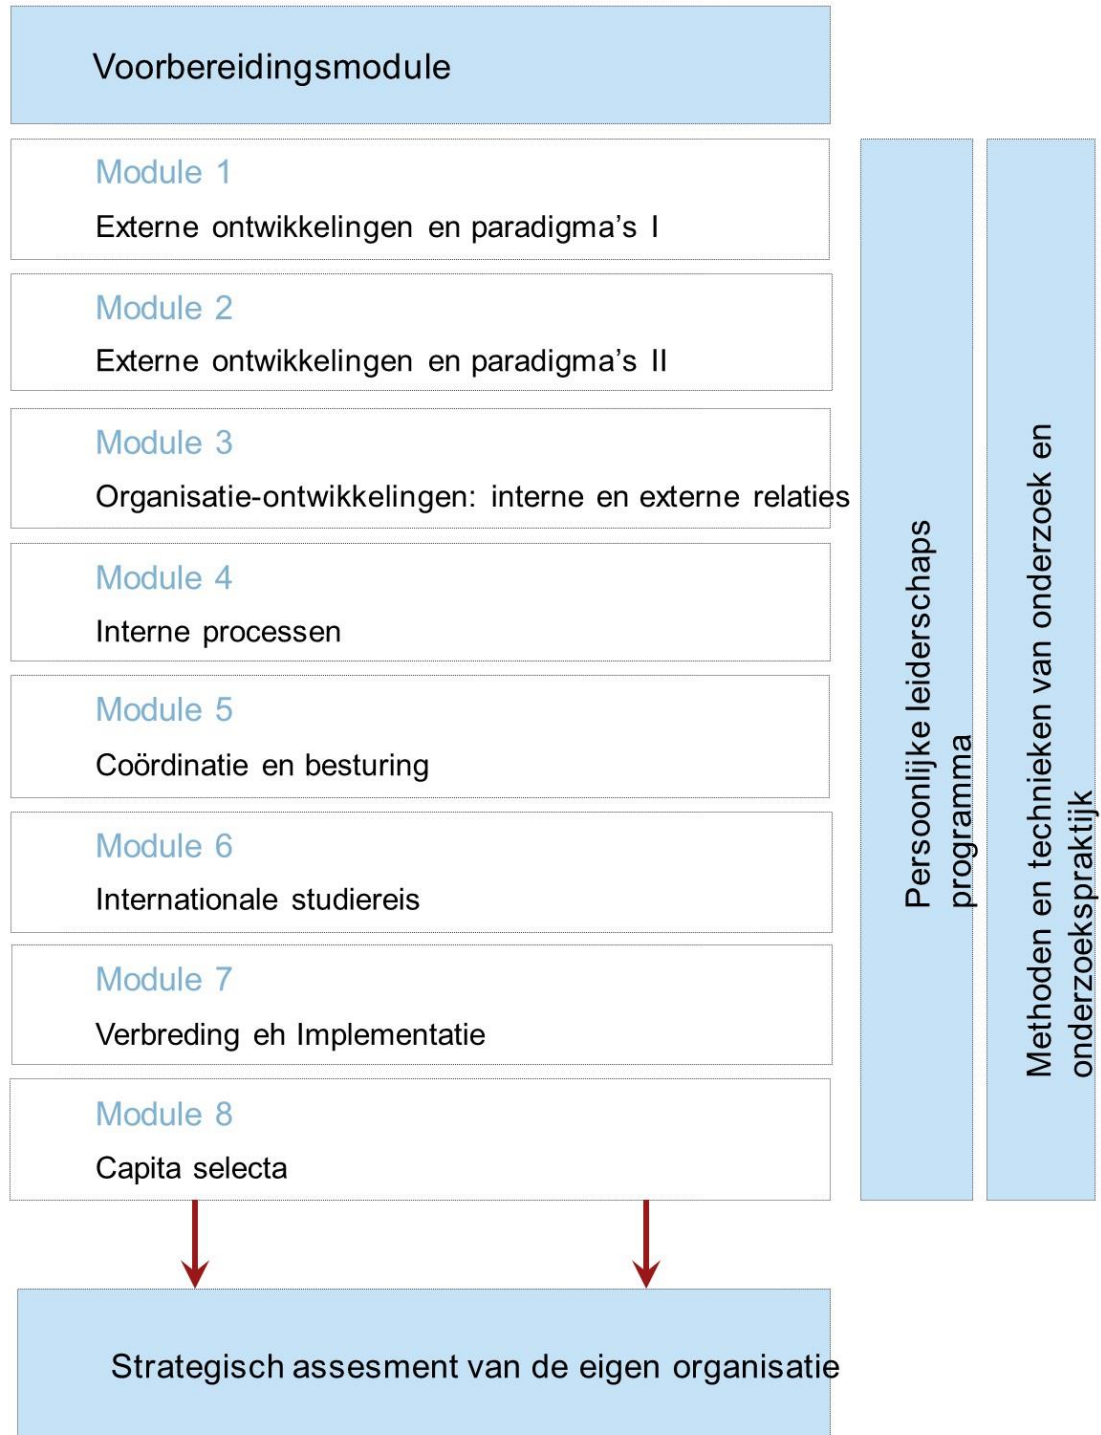 Voorbereidingsmodule
Module 1
Externe ontwikkelingen en paradigma’s I
Module 2
Externe ontwikkelingen en paradigma’s II
Module 3
Organisatie-ontwikkelingen: interne en externe relaties
Module 4
Interne processen
Module 5
Coördinatie en besturing
Module 6
Internationale studiereis
Module 7
Verbreding eh Implementatie
Module 8
Capita selecta
Strategisch assesment van de eigen organisatie
Persoonlijke leiderschaps
programma
Methoden en technieken van onderzoek en
onderzoekspraktijk